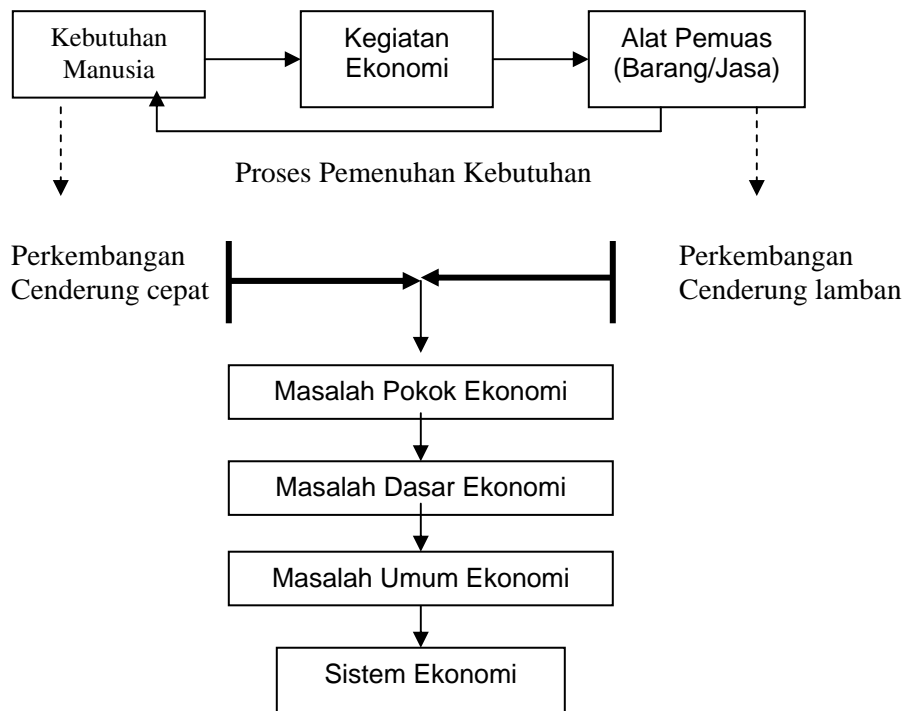 Kebutuhan
Manusia
Kegiatan
Ekonomi
Alat Pemuas
(Barang/Jasa)
Proses Pemenuhan Kebutuhan
Perkembangan
Cenderung cepat
Perkembangan
Cenderung lamban
Masalah Pokok Ekonomi
Masalah Dasar Ekonomi
Masalah Umum Ekonomi
Sistem Ekonomi